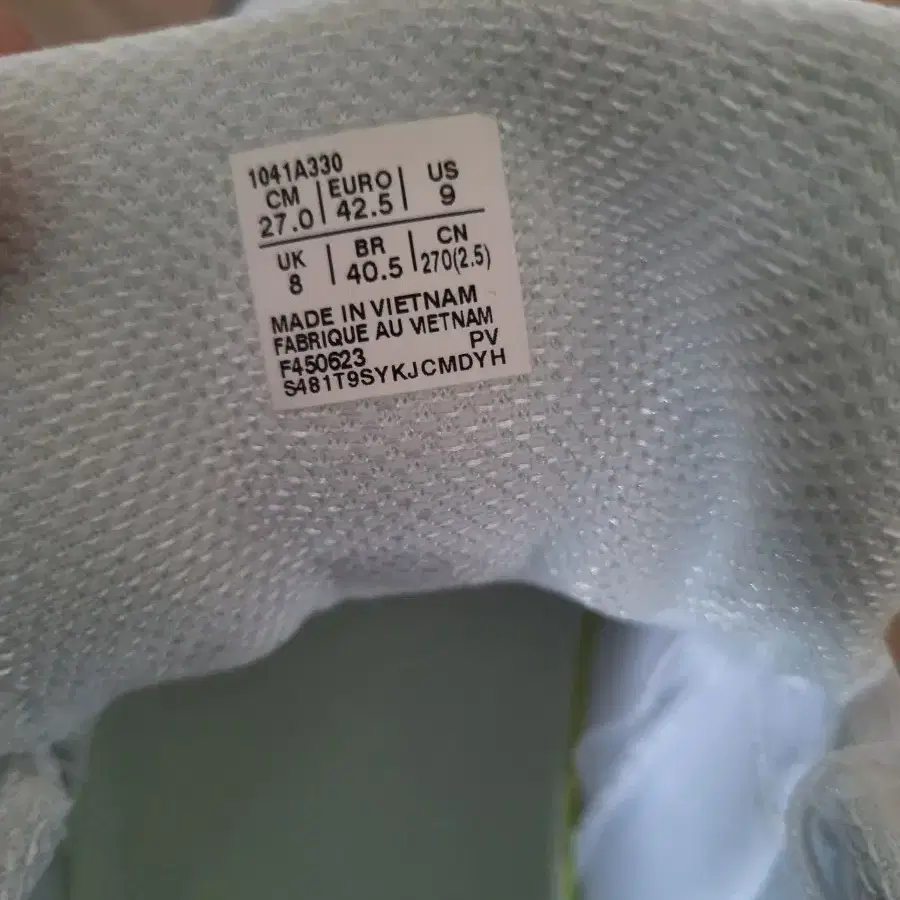 1041A330
CM | EURO | US
27.0 | 42.5 | 9
UK | BR | CN
8 | 40.5 | 270(2.5)
MADE IN VIETNAM
FABRIQUE AU VIETNAM
F450623 PV
S481T9SYKJCMDYH